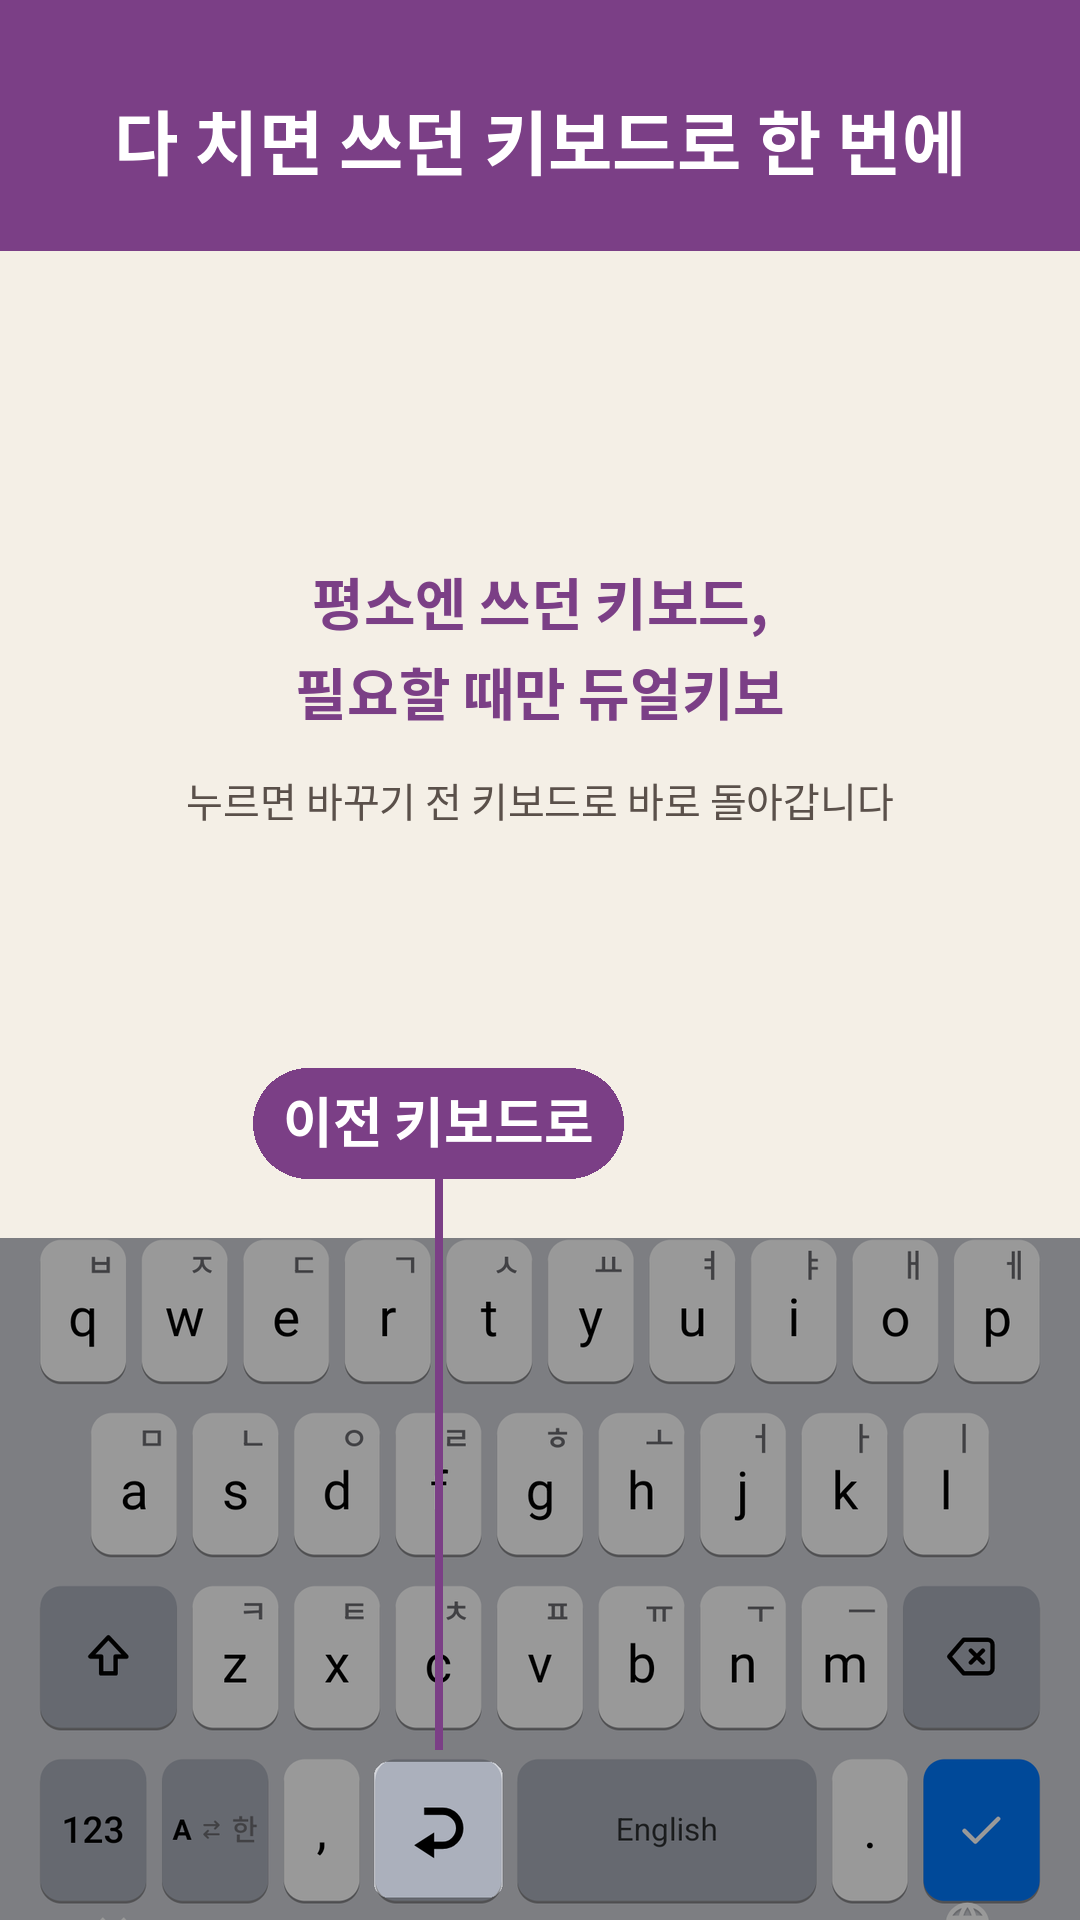 다 치면 쓰던 키보드로 한 번에
평소엔 쓰던 키보드,
필요할 때만 듀얼키보
누르면 바꾸기 전 키보드로 바로 돌아갑니다
이전 키보드로
ㅂ ㅈ ㄷ ㄱ ㅅ ㅛ ㅕ ㅑ ㅐ ㅔ
q w e r t y u i o p
ㅁ ㄴ ㅇ ㄹ ㅎ ㅗ ㅓ ㅏ ㅣ
a s d f g h j k l
ㅋ ㅌ ㅊ ㅍ ㅠ ㅜ ㅡ
z x c v b n m
123 A ⇄ 한 , English .